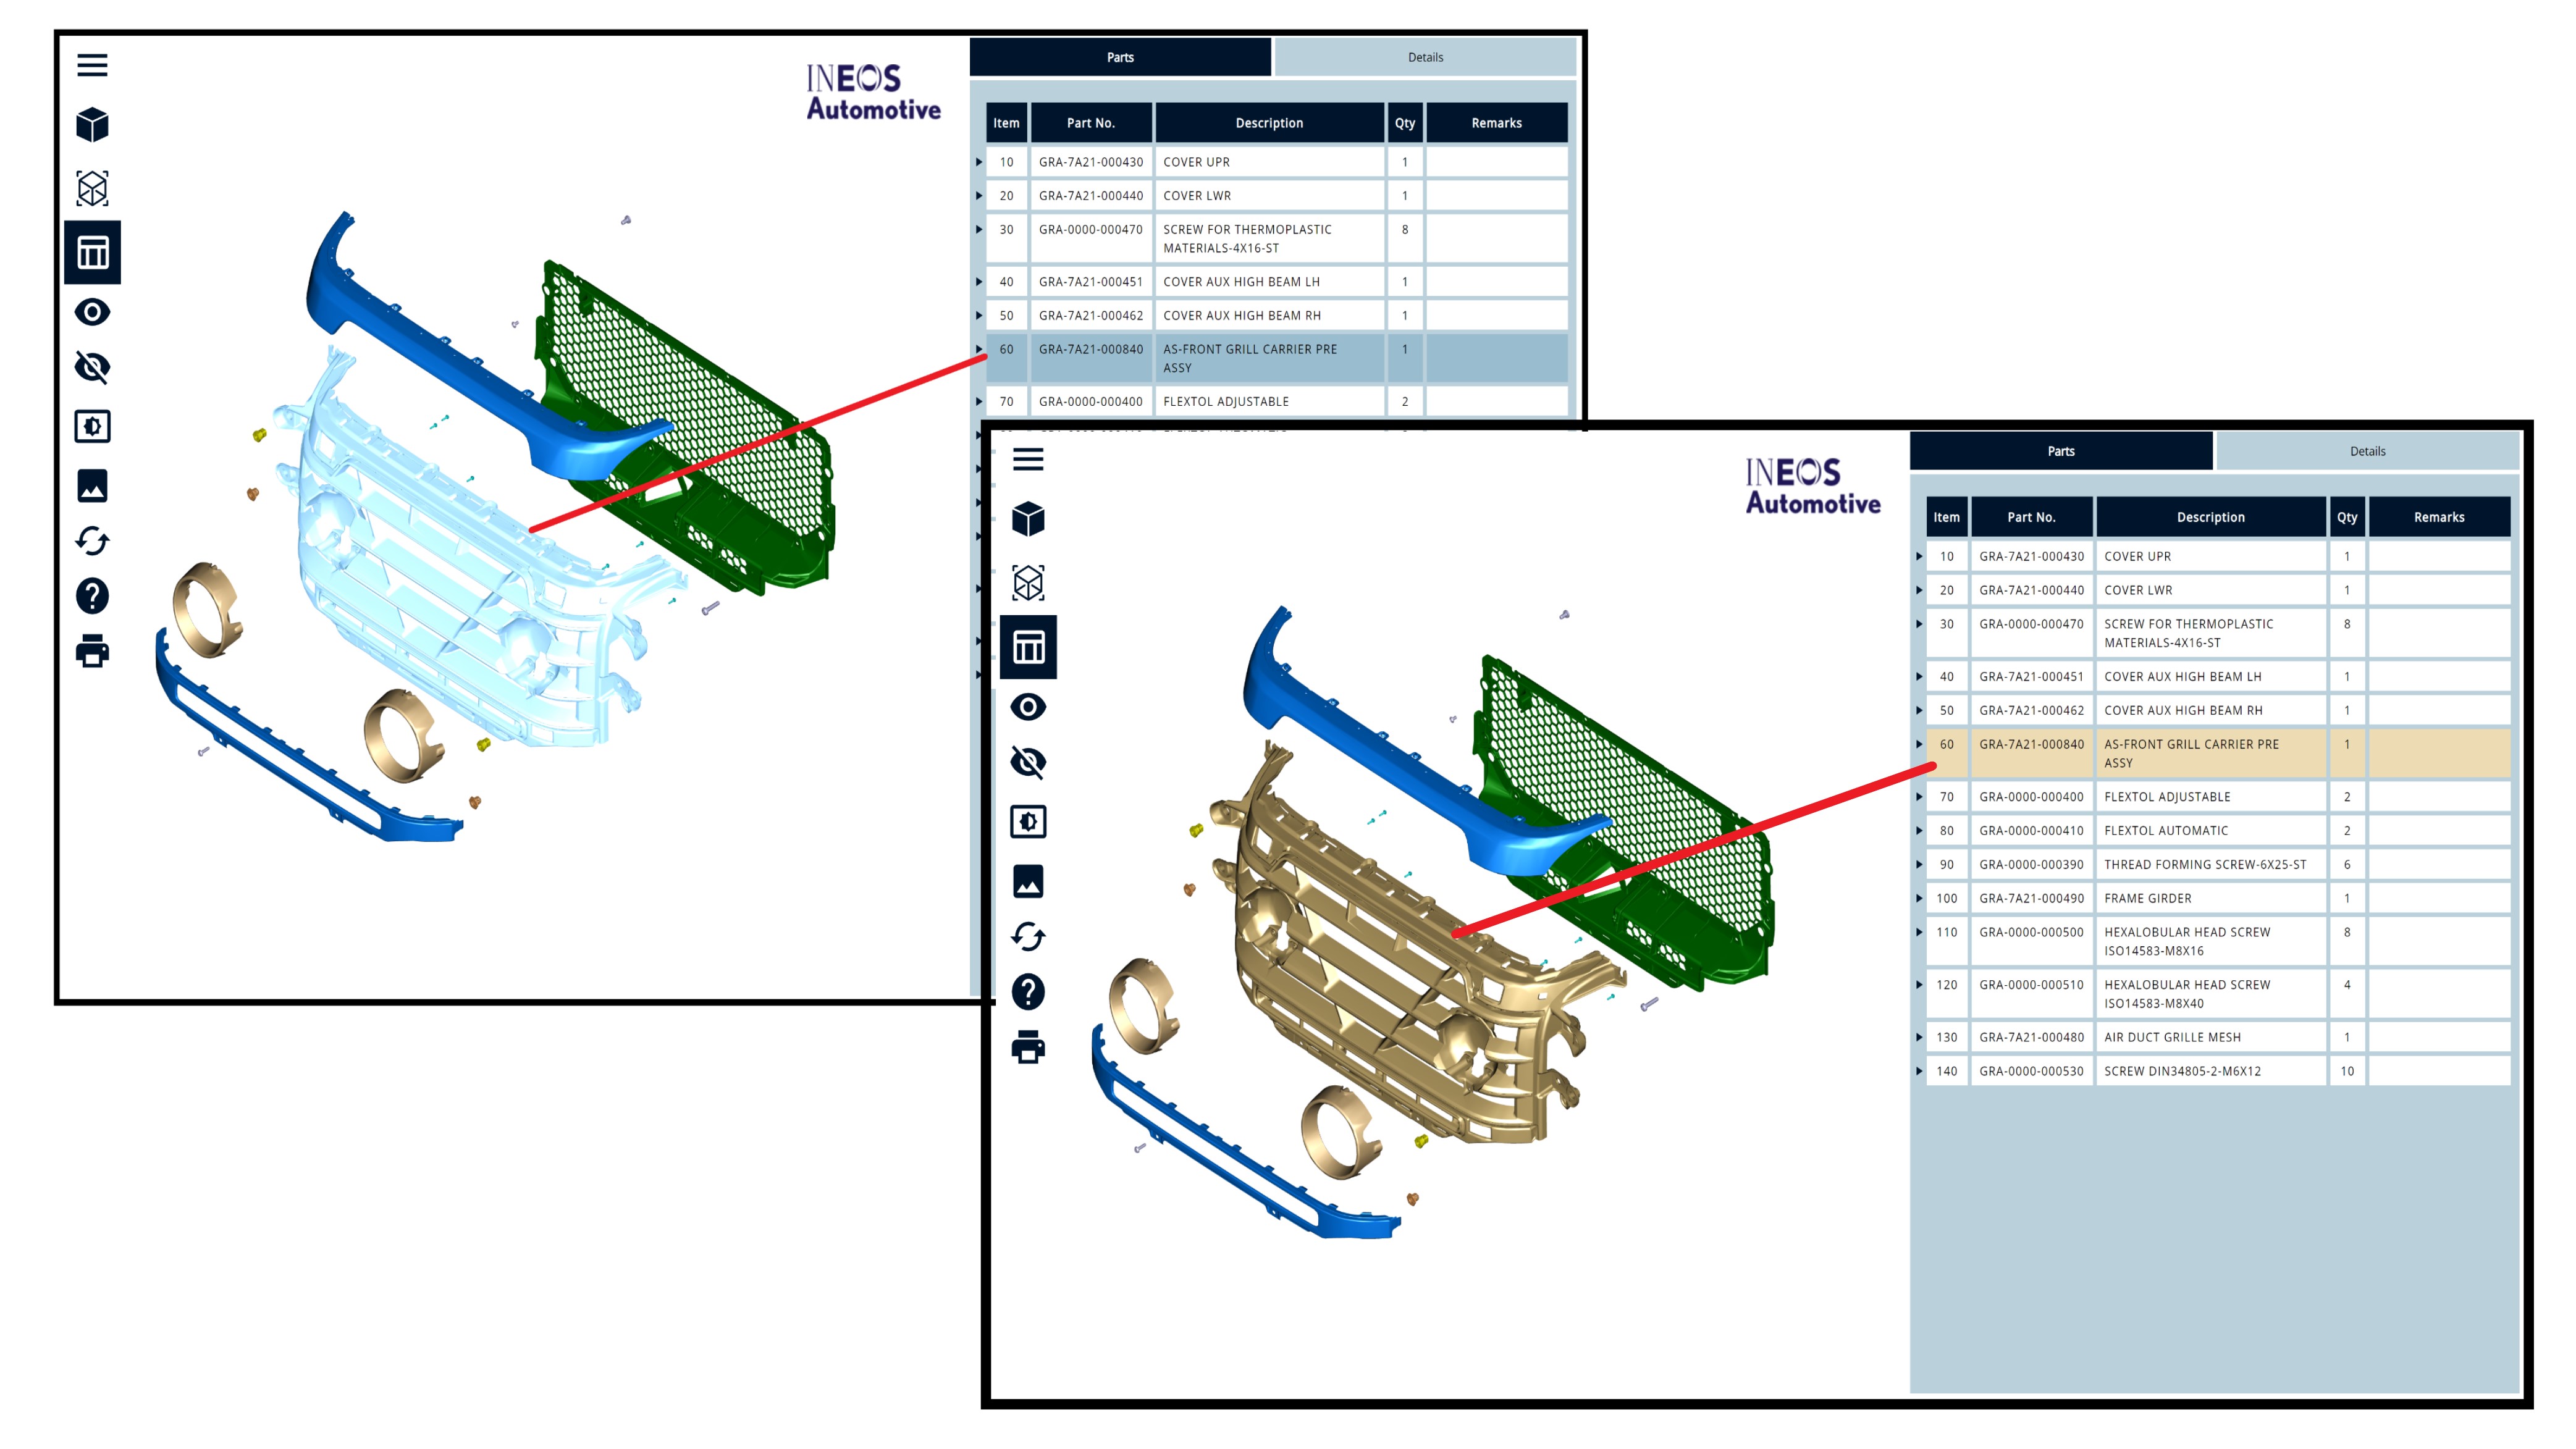 INEOS
Automotive
Parts Details
Item Part No. Description Qty Remarks
10 GRA-7A21-000430 COVER UPR 1
20 GRA-7A21-000440 COVER LWR 1
30 GRA-0000-000470 SCREW FOR THERMOPLASTIC 8
MATERIALS-4X16-ST
40 GRA-7A21-000451 COVER AUX HIGH BEAM LH 1
50 GRA-7A21-000462 COVER AUX HIGH BEAM RH 1
60 GRA-7A21-000840 AS-FRONT GRILL CARRIER PRE 1
ASSY
70 GRA-0000-000400 FLEXTOL ADJUSTABLE 2
INEOS
Automotive
Parts Details
Item Part No. Description Qty Remarks
10 GRA-7A21-000430 COVER UPR 1
20 GRA-7A21-000440 COVER LWR 1
30 GRA-0000-000470 SCREW FOR THERMOPLASTIC 8
MATERIALS-4X16-ST
40 GRA-7A21-000451 COVER AUX HIGH BEAM LH 1
50 GRA-7A21-000462 COVER AUX HIGH BEAM RH 1
60 GRA-7A21-000840 AS-FRONT GRILL CARRIER PRE 1
ASSY
70 GRA-0000-000400 FLEXTOL ADJUSTABLE 2
80 GRA-0000-000410 FLEXTOL AUTOMATIC 2
90 GRA-0000-000390 THREAD FORMING SCREW-6X25-ST 6
100 GRA-7A21-000490 FRAME GIRDER 1
110 GRA-0000-000500 HEXALOBULAR HEAD SCREW 8
ISO14583-M8X16
120 GRA-0000-000510 HEXALOBULAR HEAD SCREW 4
ISO14583-M8X40
130 GRA-7A21-000480 AIR DUCT GRILLE MESH 1
140 GRA-0000-000530 SCREW DIN34805-2-M6X12 10